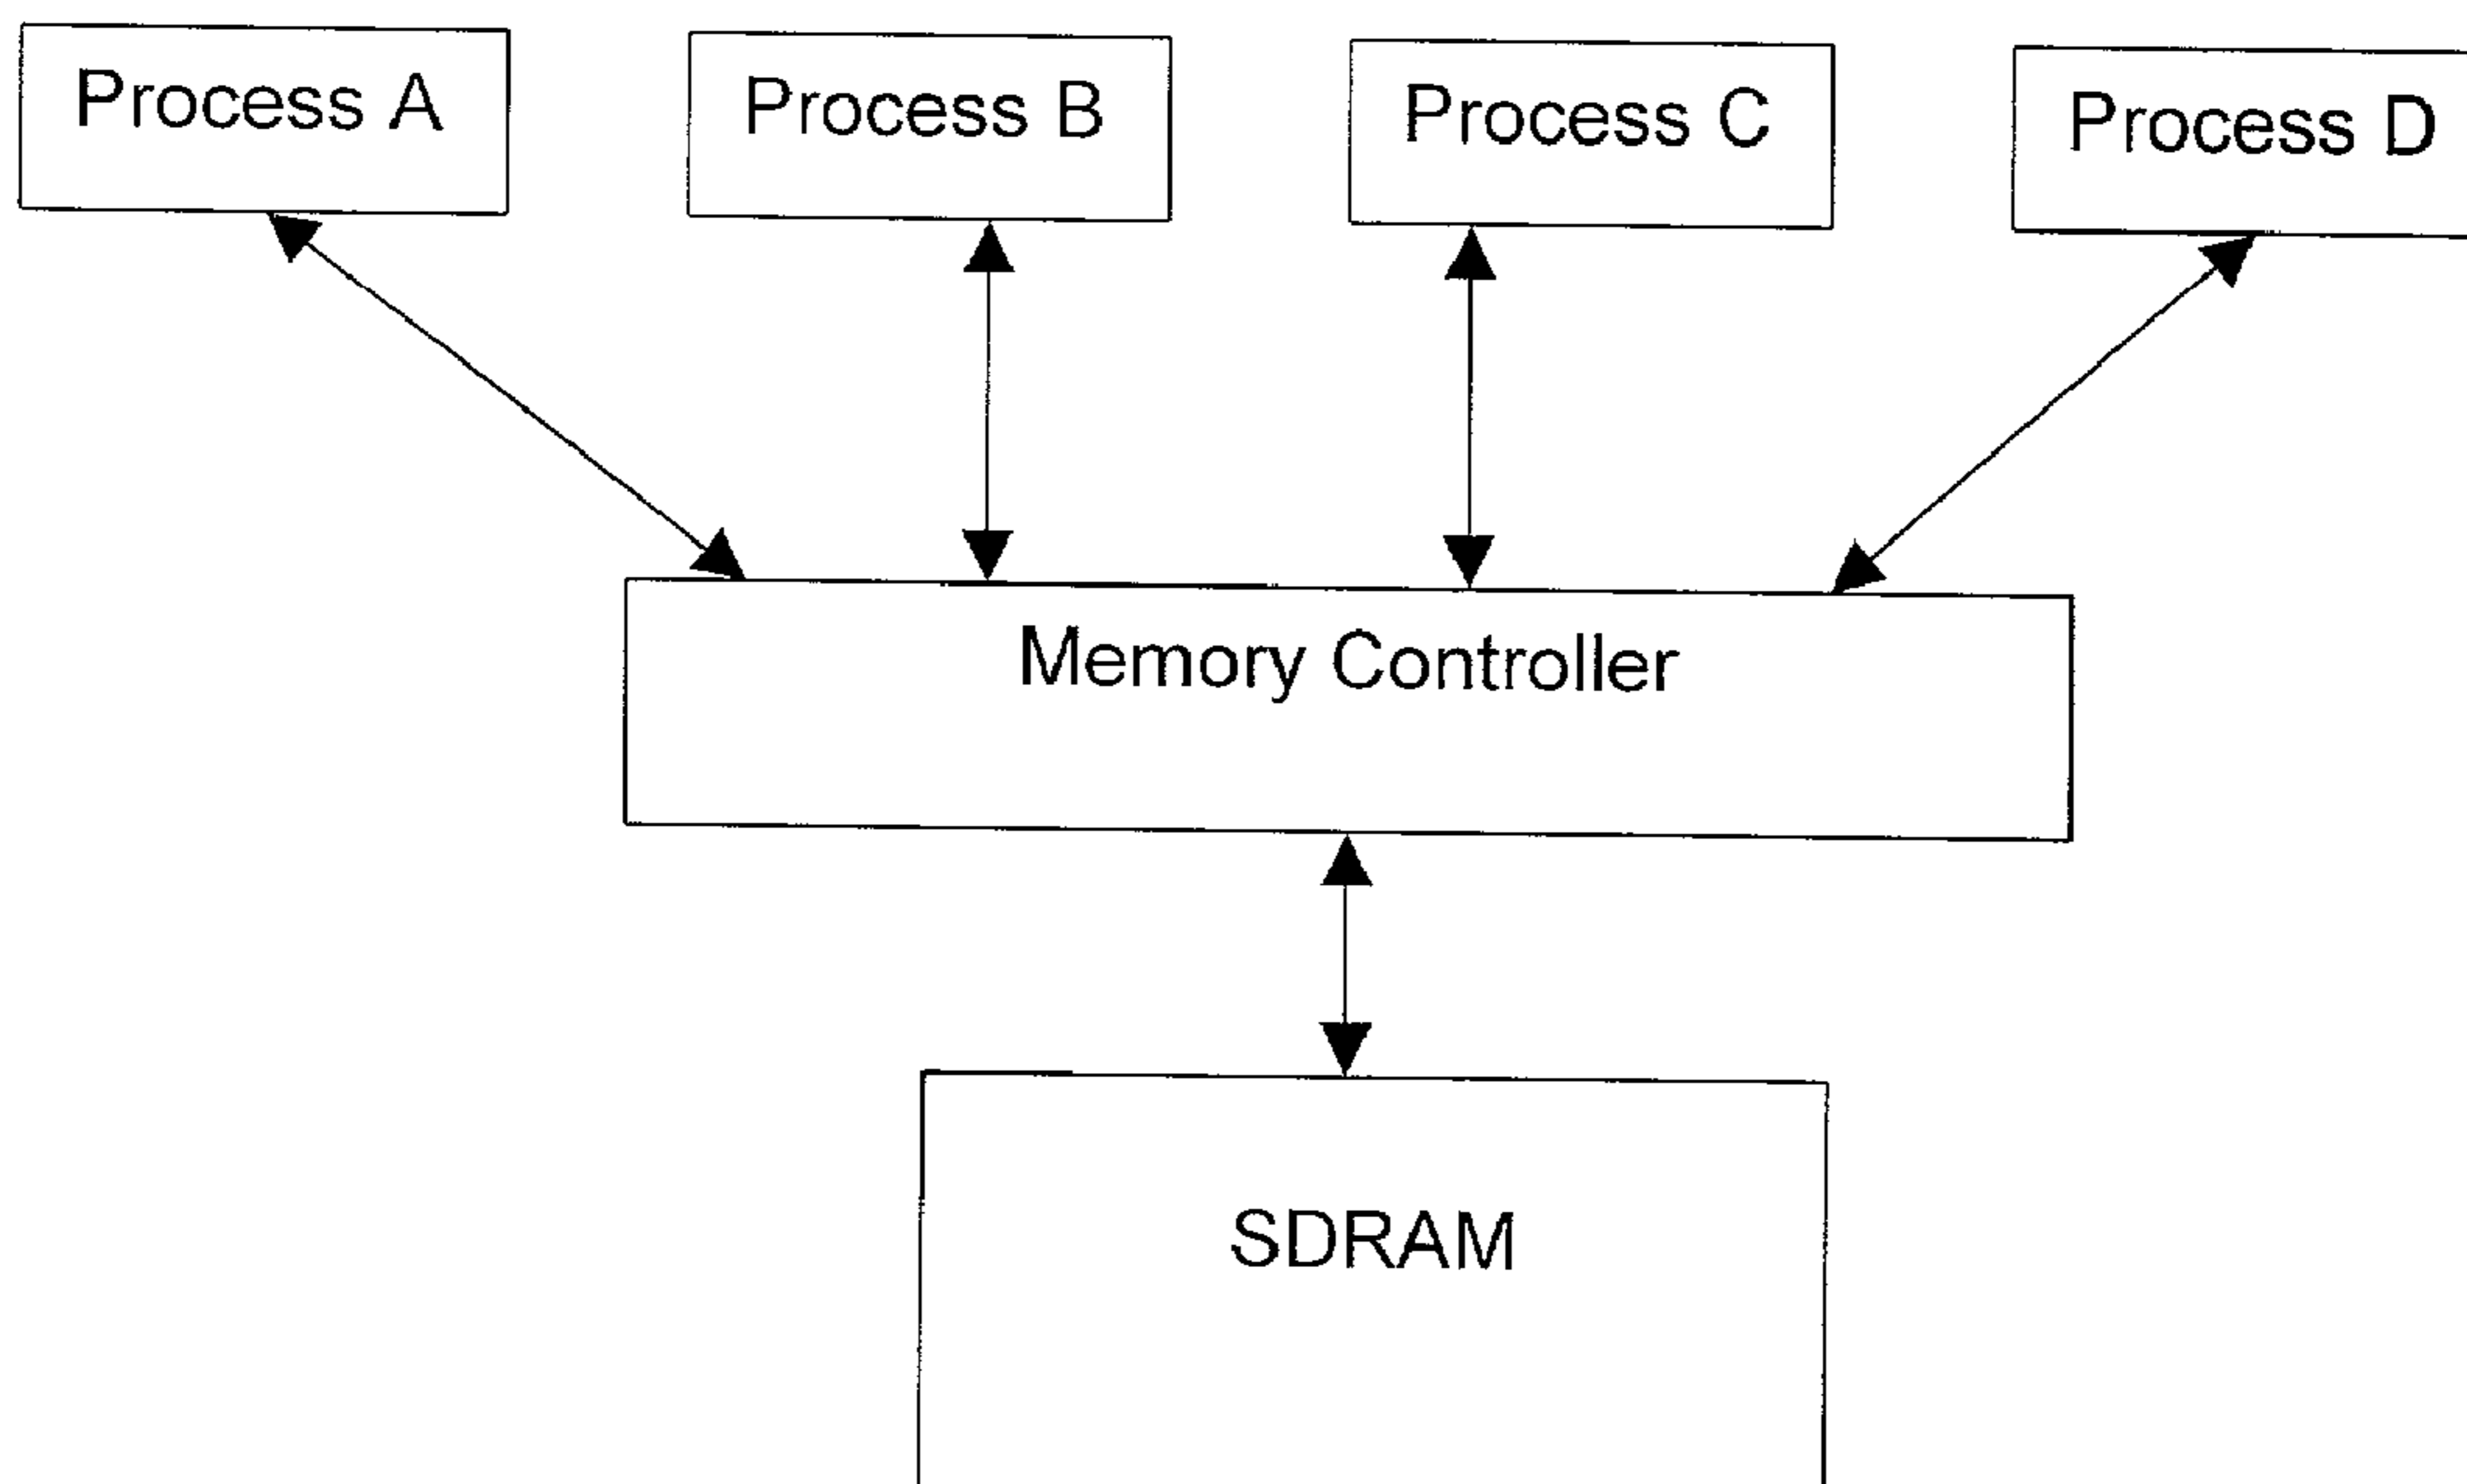 Process A
Process B
Process C
Process D
Memory Controller
SDRAM